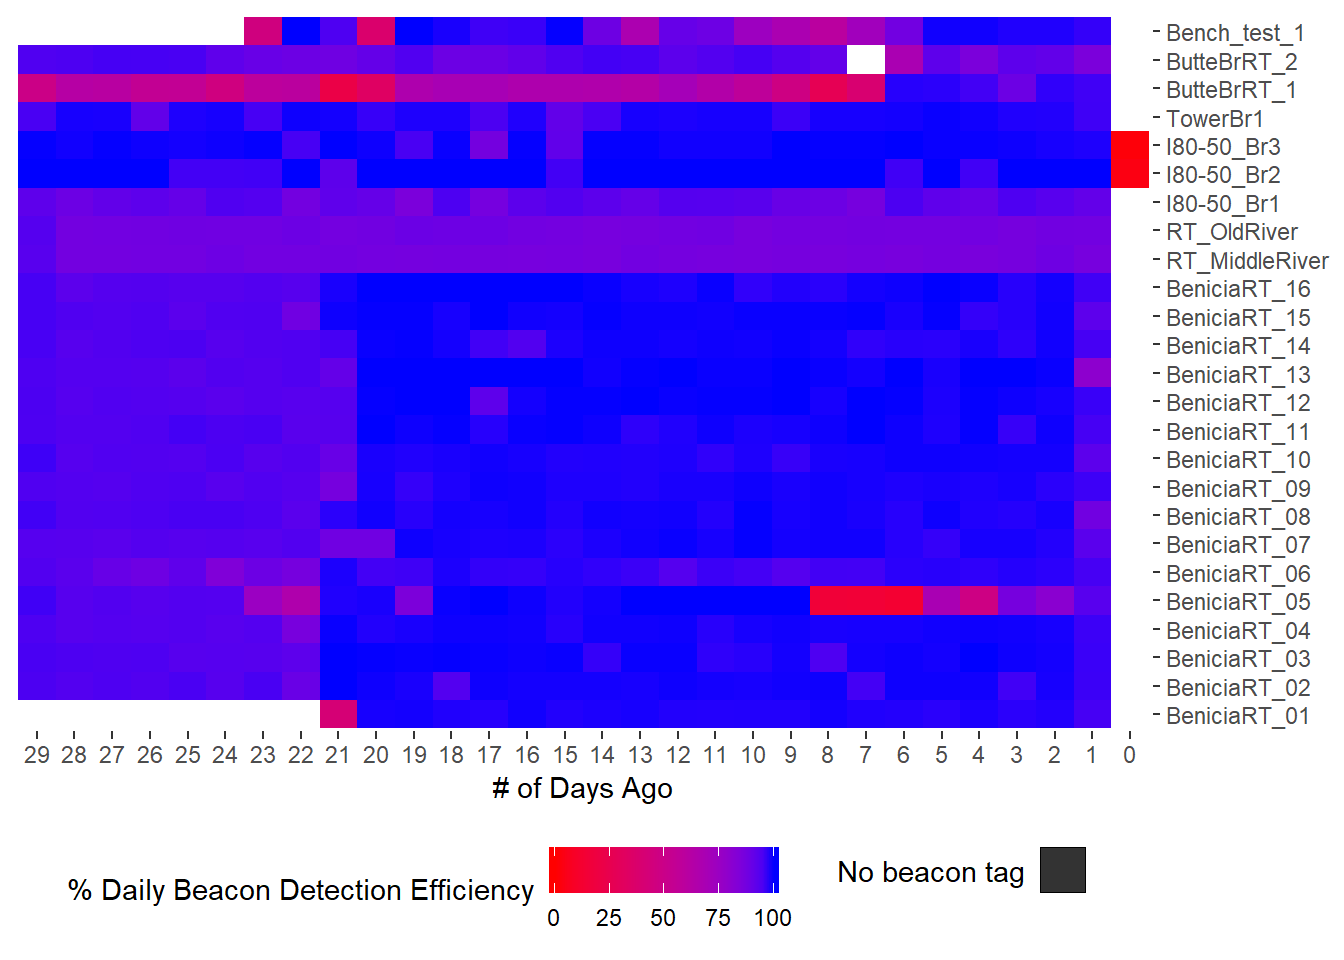 Bench_test_1
ButteBrRT_2
ButteBrRT_1
TowerBr1
I80-50_Br3
I80-50_Br2
I80-50_Br1
RT_OldRiver
RT_MiddleRiver
BeniciaRT_16
BeniciaRT_15
BeniciaRT_14
BeniciaRT_13
BeniciaRT_12
BeniciaRT_11
BeniciaRT_10
BeniciaRT_09
BeniciaRT_08
BeniciaRT_07
BeniciaRT_06
BeniciaRT_05
BeniciaRT_04
BeniciaRT_03
BeniciaRT_02
BeniciaRT_01
29 28 27 26 25 24 23 22 21 20 19 18 17 16 15 14 13 12 11 10 9 8 7 6 5 4 3 2 1 0
# of Days Ago
% Daily Beacon Detection Efficiency
0 25 50 75 100
No beacon tag